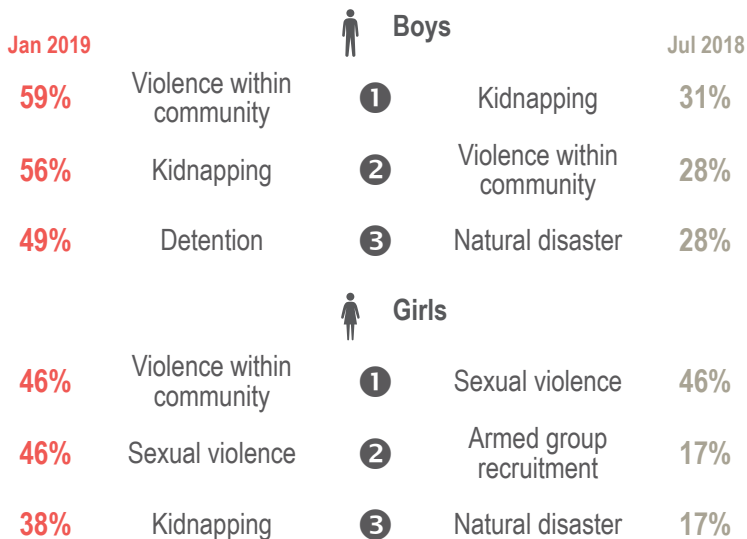 Boys
Jan 2019 Jul 2018
59% Violence within community 1 Kidnapping 31%
56% Kidnapping 2 Violence within community 28%
49% Detention 3 Natural disaster 28%
Girls
46% Violence within community 1 Sexual violence 46%
46% Sexual violence 2 Armed group recruitment 17%
38% Kidnapping 3 Natural disaster 17%